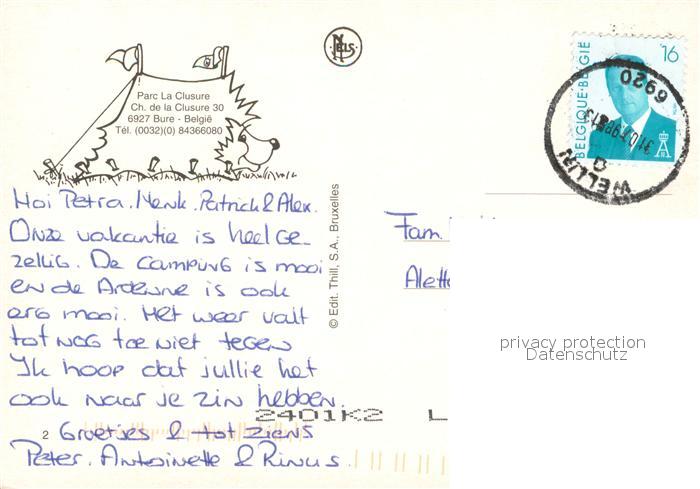 NELS
Parc La Clusure
Ch. de la Clusure 30
6927 Bure - België
Tél. (0032)(0) 84366080
BELGIQUE·BELGIE
16
6920
WELLIN
Hoi Petra. Henk. Patrick & Alex.
Onze vakantie is heel ge-
zellig. De camping is mooi
en de Ardenne is ook
erg mooi. Het weer valt
tot nog toe niet tegen
Ik hoop dat jullie het
ook naar je zin hebben.
Groetjes & tot ziens
Peter. Antoinette & Rinus.
2
2401K2 L
© Edit. Thill, S.A., Bruxelles
Fam.
Alett
privacy protection
Datenschutz